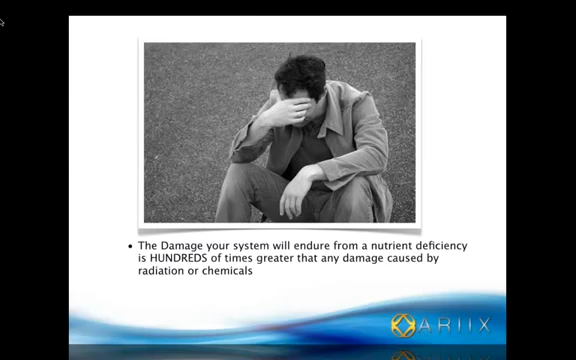 • The Damage your system will endure from a nutrient deficiency
is HUNDREDS of times greater that any damage caused by
radiation or chemicals
ARIIX